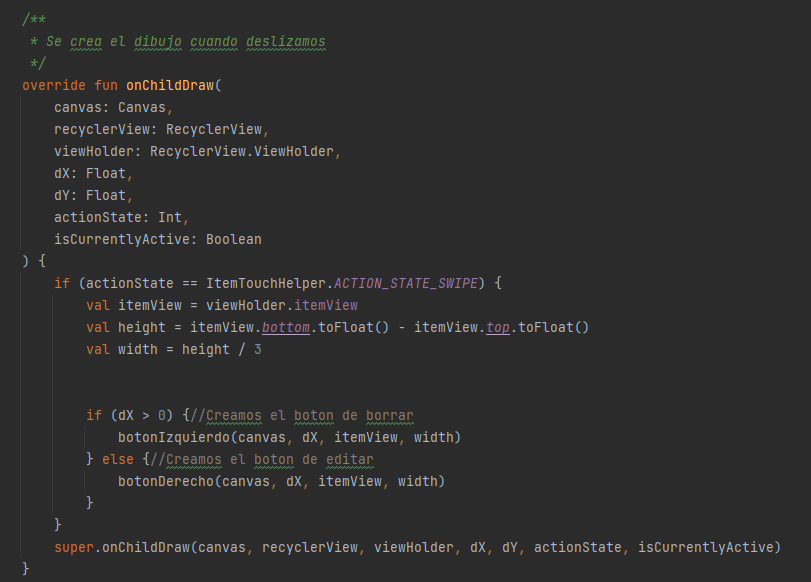 /**
 * Se crea el dibujo cuando deslizamos
 */
override fun onChildDraw(
    canvas: Canvas,
    recyclerView: RecyclerView,
    viewHolder: RecyclerView.ViewHolder,
    dX: Float,
    dY: Float,
    actionState: Int,
    isCurrentlyActive: Boolean
) {
    if (actionState == ItemTouchHelper.ACTION_STATE_SWIPE) {
        val itemView = viewHolder.itemView
        val height = itemView.bottom.toFloat() - itemView.top.toFloat()
        val width = height / 3
        if (dX > 0) {//Creamos el boton de borrar
            botonIzquierdo(canvas, dX, itemView, width)
        } else {//Creamos el boton de editar
            botonDerecho(canvas, dX, itemView, width)
        }
    }
    super.onChildDraw(canvas, recyclerView, viewHolder, dX, dY, actionState, isCurrentlyActive)
}